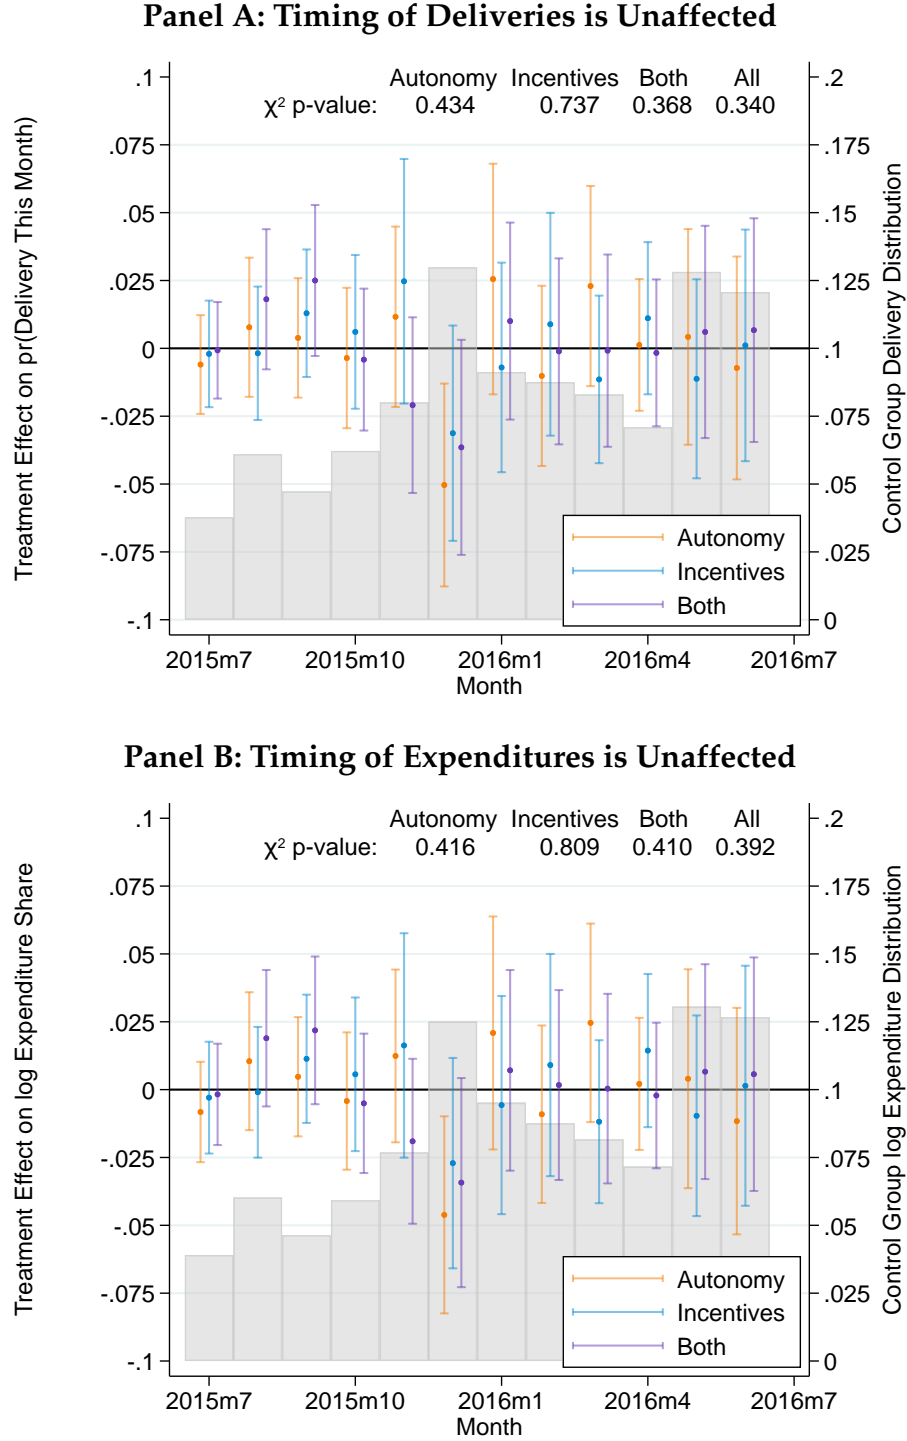 Panel A: Timing of Deliveries is Unaffected
Autonomy Incentives Both All
χ² p-value: 0.434 0.737 0.368 0.340
Treatment Effect on pr(Delivery This Month)
.1
.075
.05
.025
0
-.025
-.05
-.075
-.1
.2
.175
.15
.125
.1
.075
.05
.025
0
Control Group Delivery Distribution
Autonomy
Incentives
Both
2015m7 2015m10 2016m1 2016m4 2016m7
Month
Panel B: Timing of Expenditures is Unaffected
Autonomy Incentives Both All
χ² p-value: 0.416 0.809 0.410 0.392
Treatment Effect on log Expenditure Share
.1
.075
.05
.025
0
-.025
-.05
-.075
-.1
.2
.175
.15
.125
.1
.075
.05
.025
0
Control Group log Expenditure Distribution
Autonomy
Incentives
Both
2015m7 2015m10 2016m1 2016m4 2016m7
Month